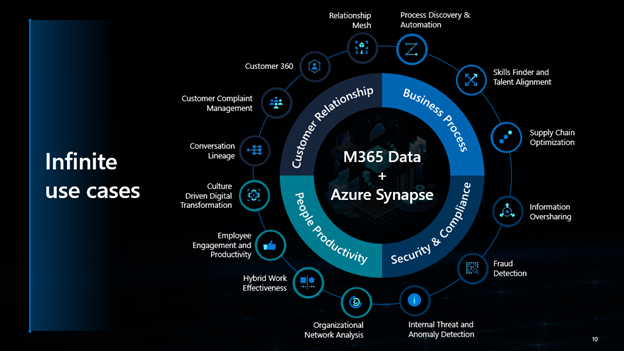 Infinite
use cases
Relationship
Mesh
Process Discovery &
Automation
Customer 360
Skills Finder and
Talent Alignment
Customer Complaint
Management
Supply Chain
Optimization
Conversation
Lineage
Culture
Driven Digital
Transformation
Information
Oversharing
Employee
Engagement and
Productivity
Fraud
Detection
Hybrid Work
Effectiveness
Organizational
Network Analysis
Internal Threat and
Anomaly Detection
Customer Relationship
Business Process
People Productivity
Security & Compliance
M365 Data
+
Azure Synapse
10